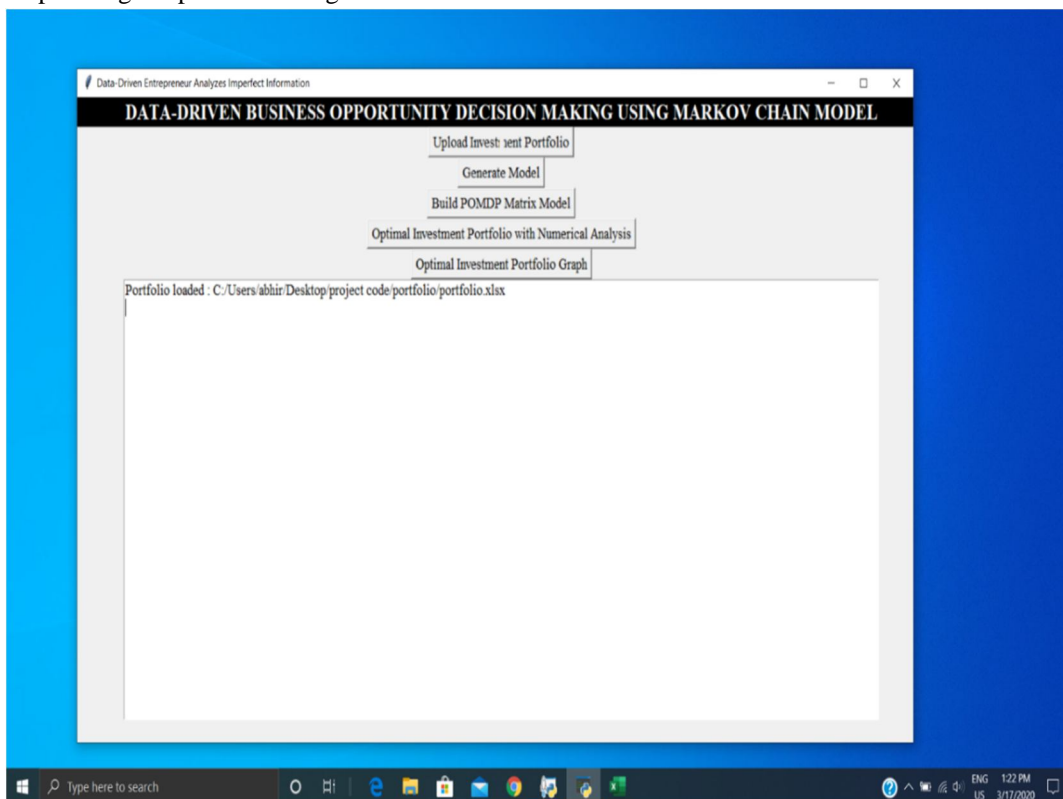 Data-Driven Entrepreneur Analyzes Imperfect Information
DATA-DRIVEN BUSINESS OPPORTUNITY DECISION MAKING USING MARKOV CHAIN MODEL
Upload Portfolio
Generate Model
Build POMDP Matrix Model
Optimal Investment Portfolio with Numerical Analysis
Optimal Investment Portfolio Graph
Portfolio loaded : C:/Users/abhir/Desktop/project code/portfolio/portfolio.xlsx
Type here to search
ENG 1:22 PM
US 3/17/2020